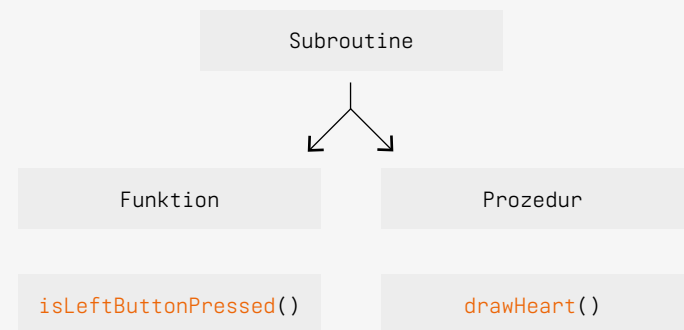 Subroutine
Funktion
Prozedur
isLeftButtonPressed()
drawHeart()